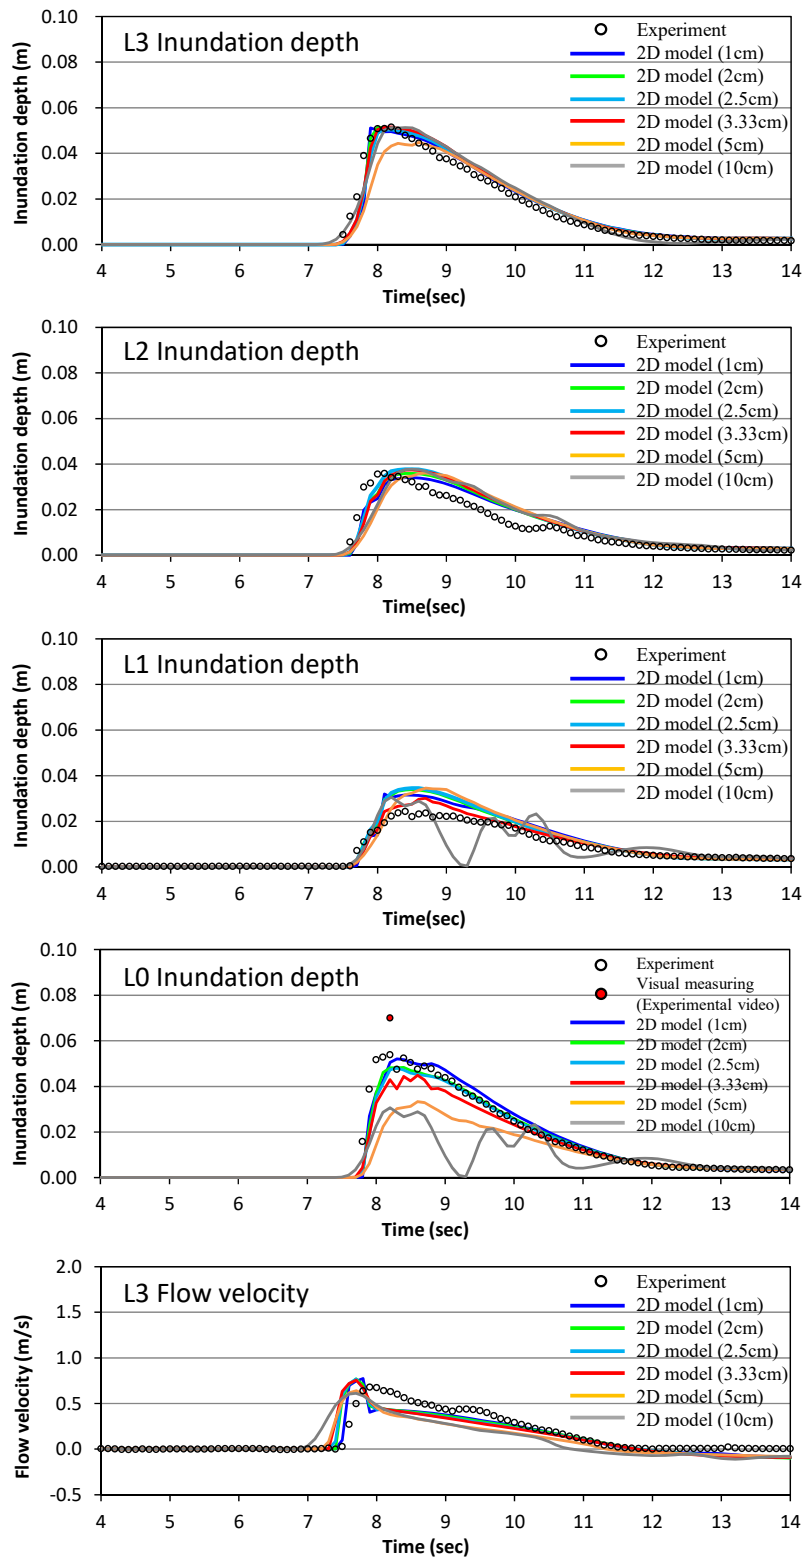 L3 Inundation depth
Experiment
2D model (1cm)
2D model (2cm)
2D model (2.5cm)
2D model (3.33cm)
2D model (5cm)
2D model (10cm)
Inundation depth (m)
0.10
0.08
0.06
0.04
0.02
0.00
4 5 6 7 8 9 10 11 12 13 14
Time(sec)
L2 Inundation depth
Experiment
2D model (1cm)
2D model (2cm)
2D model (2.5cm)
2D model (3.33cm)
2D model (5cm)
2D model (10cm)
Inundation depth (m)
0.10
0.08
0.06
0.04
0.02
0.00
4 5 6 7 8 9 10 11 12 13 14
Time(sec)
L1 Inundation depth
Experiment
2D model (1cm)
2D model (2cm)
2D model (2.5cm)
2D model (3.33cm)
2D model (5cm)
2D model (10cm)
Inundation depth (m)
0.10
0.08
0.06
0.04
0.02
0.00
4 5 6 7 8 9 10 11 12 13 14
Time(sec)
L0 Inundation depth
Experiment
Visual measuring
(Experimental video)
2D model (1cm)
2D model (2cm)
2D model (2.5cm)
2D model (3.33cm)
2D model (5cm)
2D model (10cm)
Inundation depth (m)
0.10
0.08
0.06
0.04
0.02
0.00
4 5 6 7 8 9 10 11 12 13 14
Time (sec)
L3 Flow velocity
Experiment
2D model (1cm)
2D model (2cm)
2D model (2.5cm)
2D model (3.33cm)
2D model (5cm)
2D model (10cm)
Flow velocity (m/s)
2.0
1.5
1.0
0.5
0.0
-0.5
4 5 6 7 8 9 10 11 12 13 14
Time (sec)